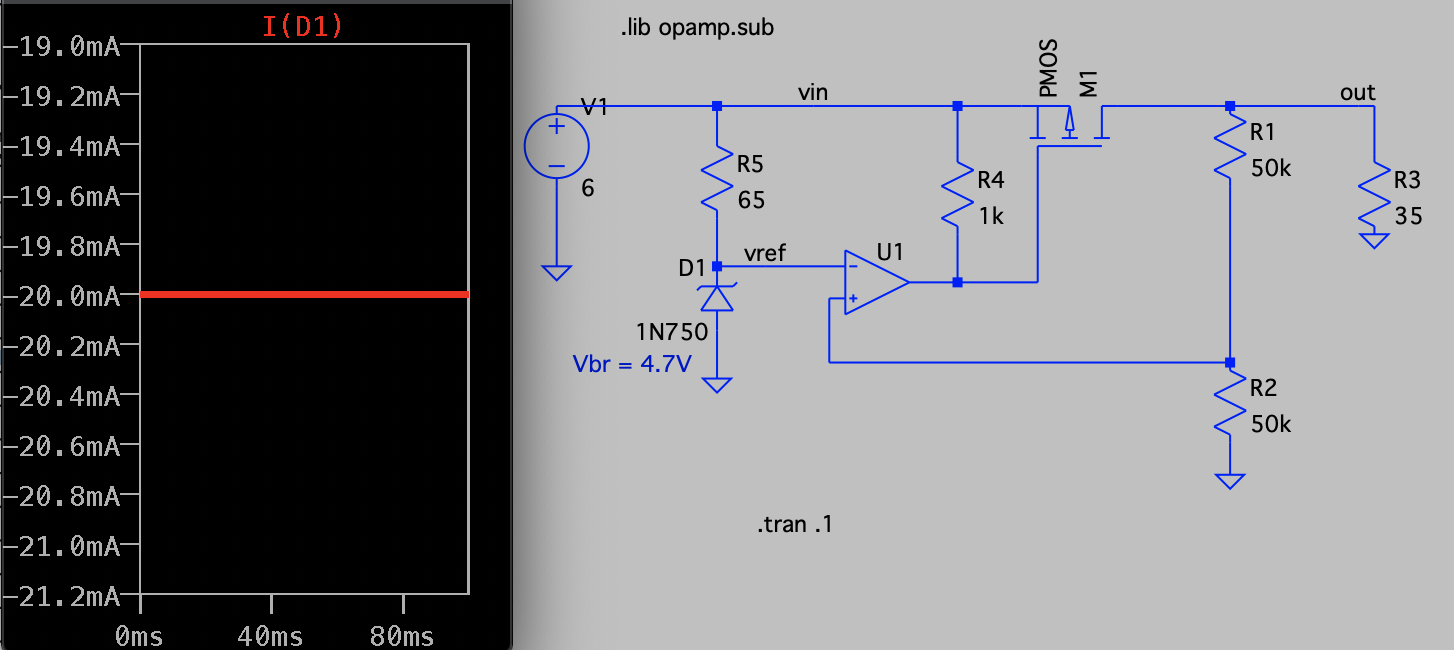 I(D1)
-19.0mA
-19.2mA
-19.4mA
-19.6mA
-19.8mA
-20.0mA
-20.2mA
-20.4mA
-20.6mA
-20.8mA
-21.0mA
-21.2mA
0ms 40ms 80ms
.lib opamp.sub
V1
6
vin
PMOS
M1
out
R5
65
R4
1k
R1
50k
R3
35
D1
vref
U1
1N750
Vbr = 4.7V
R2
50k
.tran .1